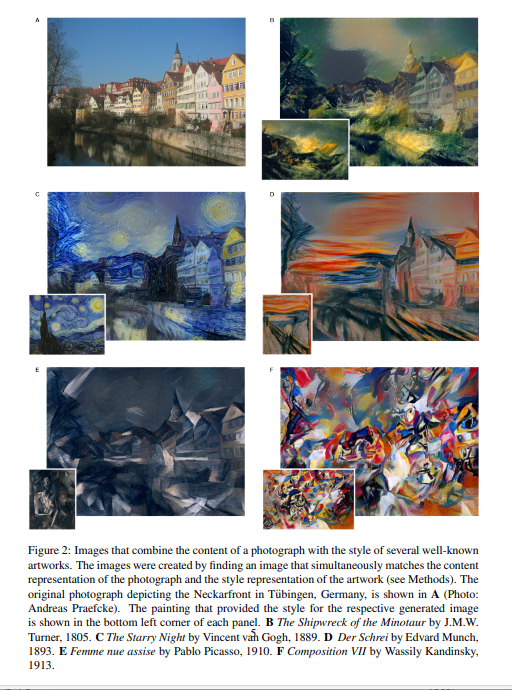 A
B
C
D
E
F
Figure 2: Images that combine the content of a photograph with the style of several well-known
artworks. The images were created by finding an image that simultaneously matches the content
representation of the photograph and the style representation of the artwork (see Methods). The
original photograph depicting the Neckarfront in Tübingen, Germany, is shown in A (Photo:
Andreas Praefcke). The painting that provided the style for the respective generated image
is shown in the bottom left corner of each panel. B The Shipwreck of the Minotaur by J.M.W.
Turner, 1805. C The Starry Night by Vincent van Gogh, 1889. D Der Schrei by Edvard Munch,
5
1893. E Femme nue assise by Pablo Picasso, 1910. F Composition VII by Wassily Kandinsky,
1913.